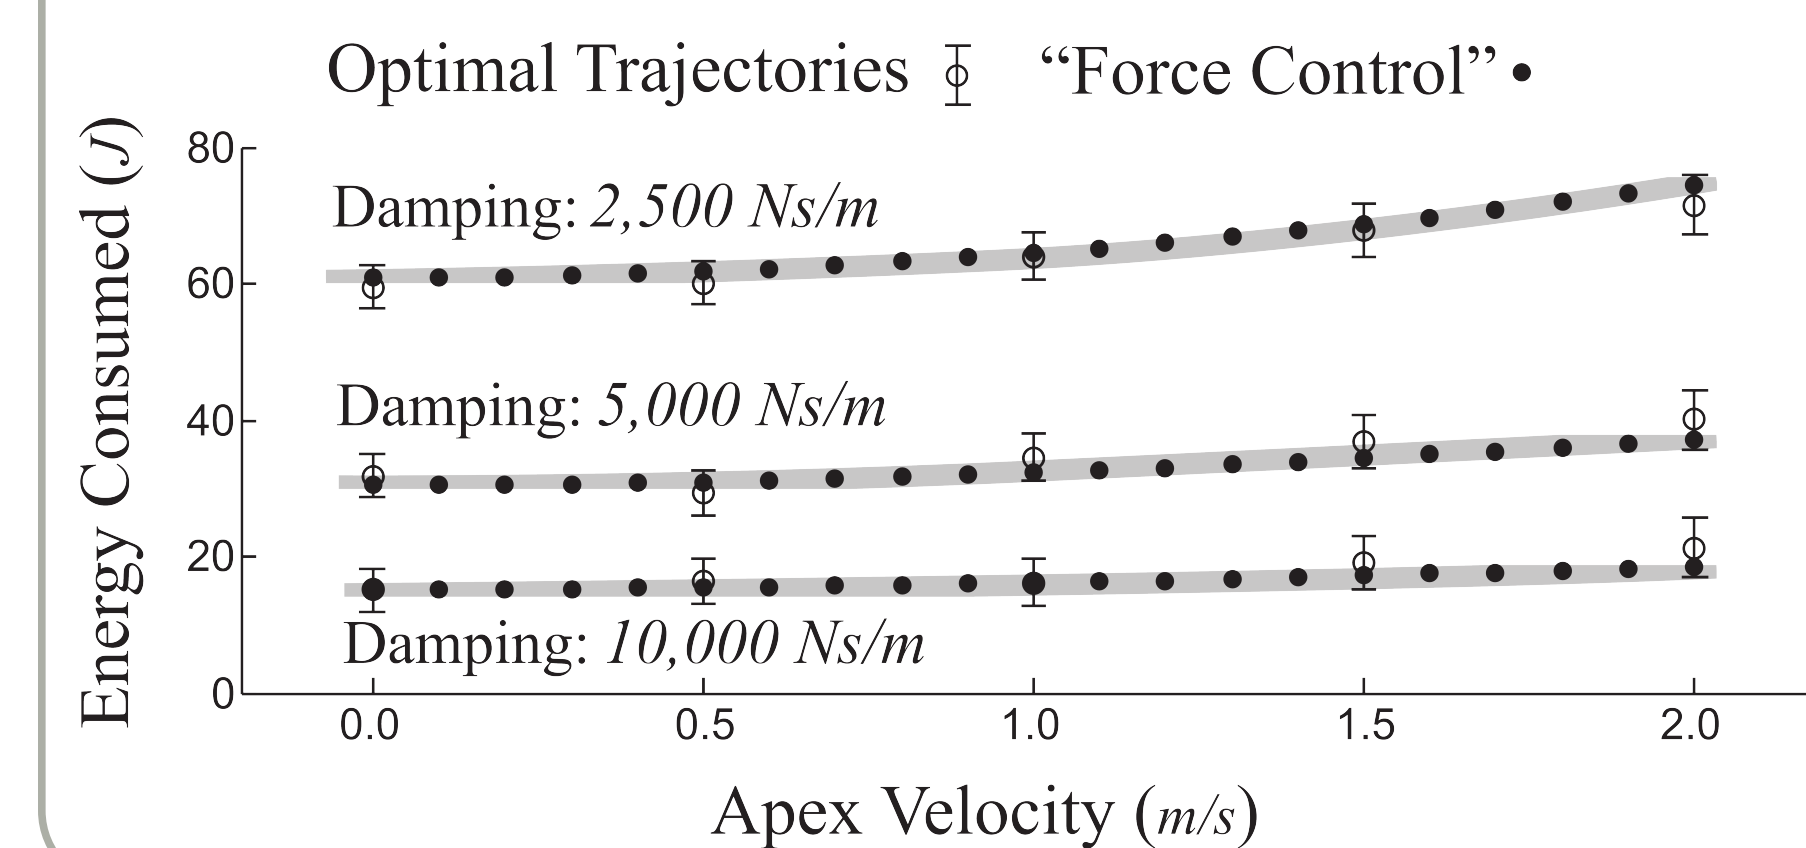 Optimal Trajectories “Force Control”
Energy Consumed (J)
80
60
40
20
0
Damping: 2,500 Ns/m
Damping: 5,000 Ns/m
Damping: 10,000 Ns/m
0.0 0.5 1.0 1.5 2.0
Apex Velocity (m/s)